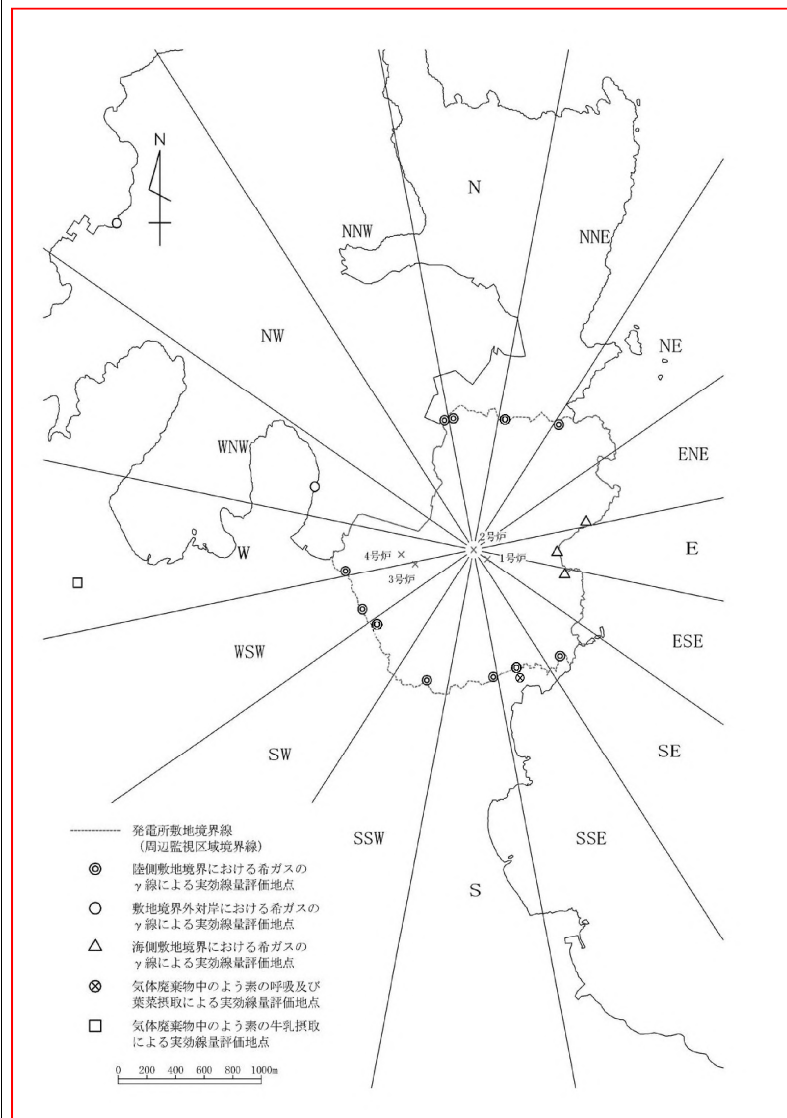 N
N
NNW
NNE
NW
NE
WNW
ENE
2号炉
W
4号炉
1号炉
E
3号炉
WSW
ESE
SW
SE
SSW
SSE
S
発電所敷地境界線
(周辺監視区域境界線)
陸側敷地境界における希ガスの
γ線による実効線量評価地点
敷地境界外対岸における希ガスの
γ線による実効線量評価地点
海側敷地境界における希ガスの
γ線による実効線量評価地点
気体廃棄物中のよう素の呼吸及び
葉菜摂取による実効線量評価地点
気体廃棄物中のよう素の牛乳摂取
による実効線量評価地点
0 200 400 600 800 1000m